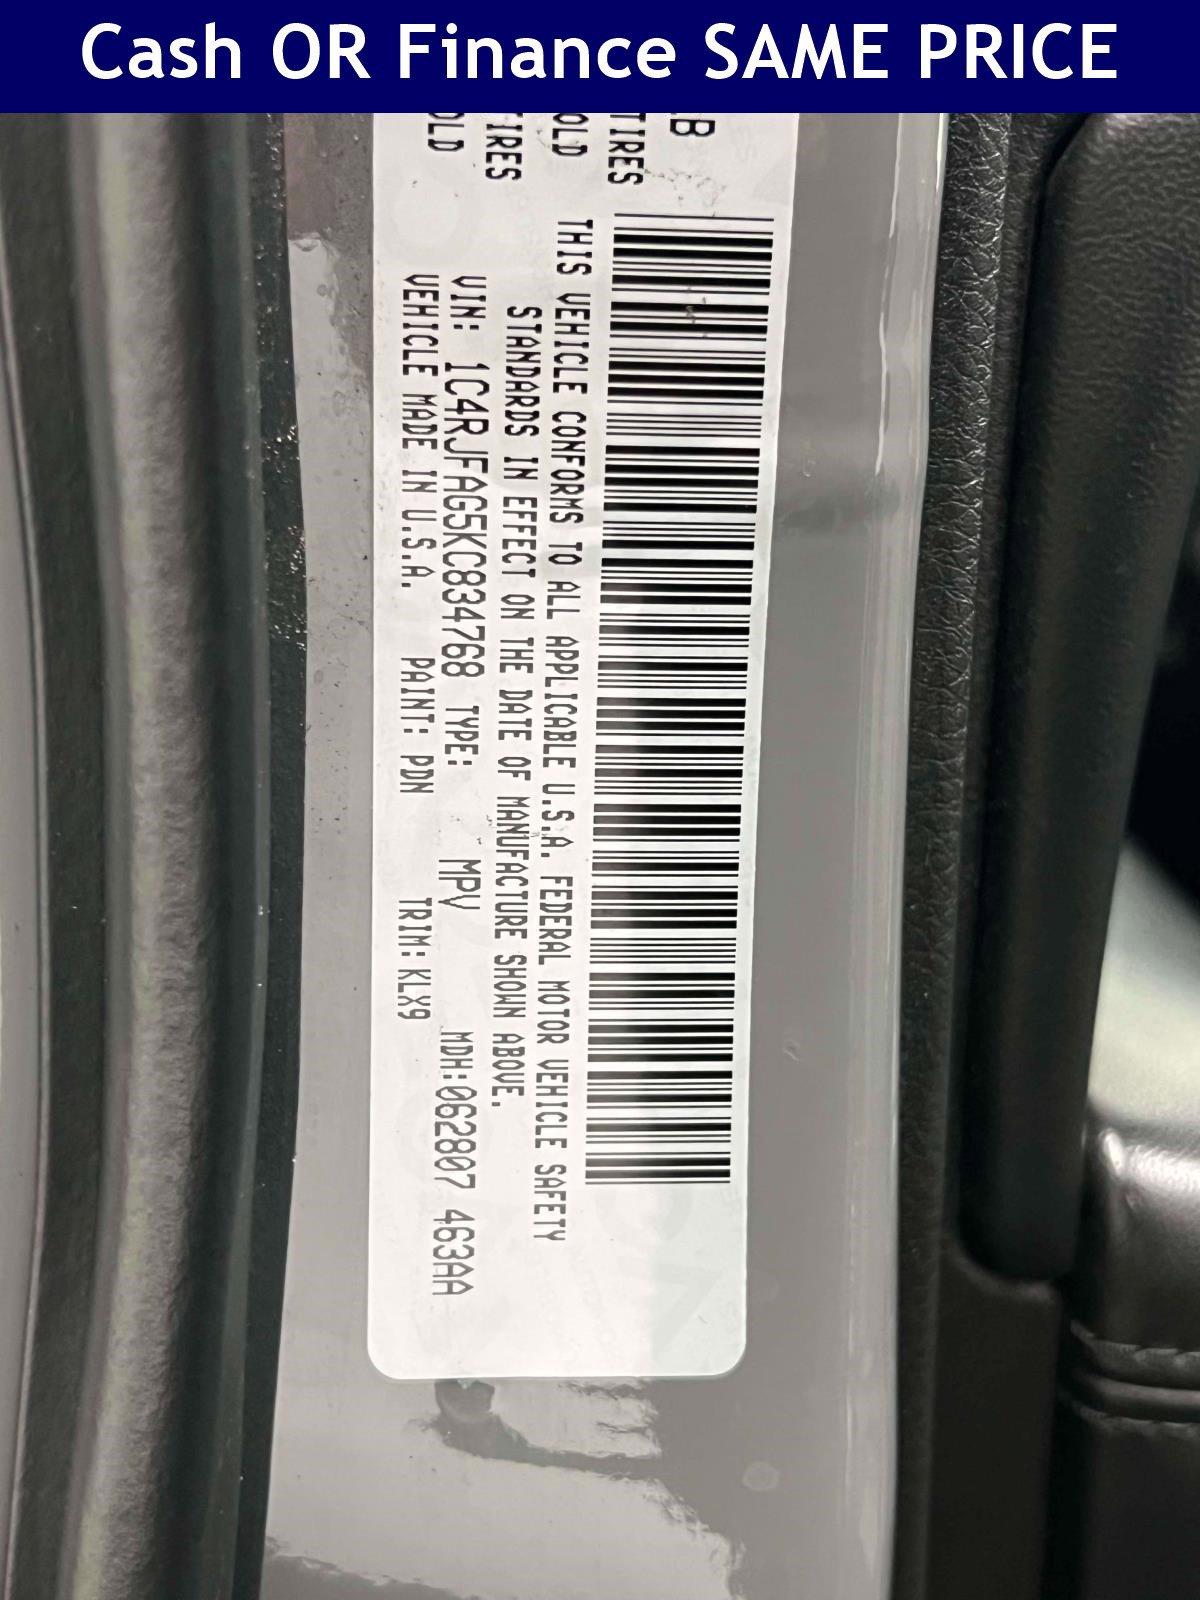 Cash OR Finance SAME PRICE
TIRES
OLD
TIRES
OLD
THIS VEHICLE CONFORMS TO ALL APPLICABLE U.S.A. FEDERAL MOTOR VEHICLE SAFETY
STANDARDS IN EFFECT ON THE DATE OF MANUFACTURE SHOWN ABOVE.
VIN: 1C4RJFAG5KC834768 TYPE: MPV MDH:062807 463AA
VEHICLE MADE IN U.S.A. PAINT: PDN TRIM: KLX9